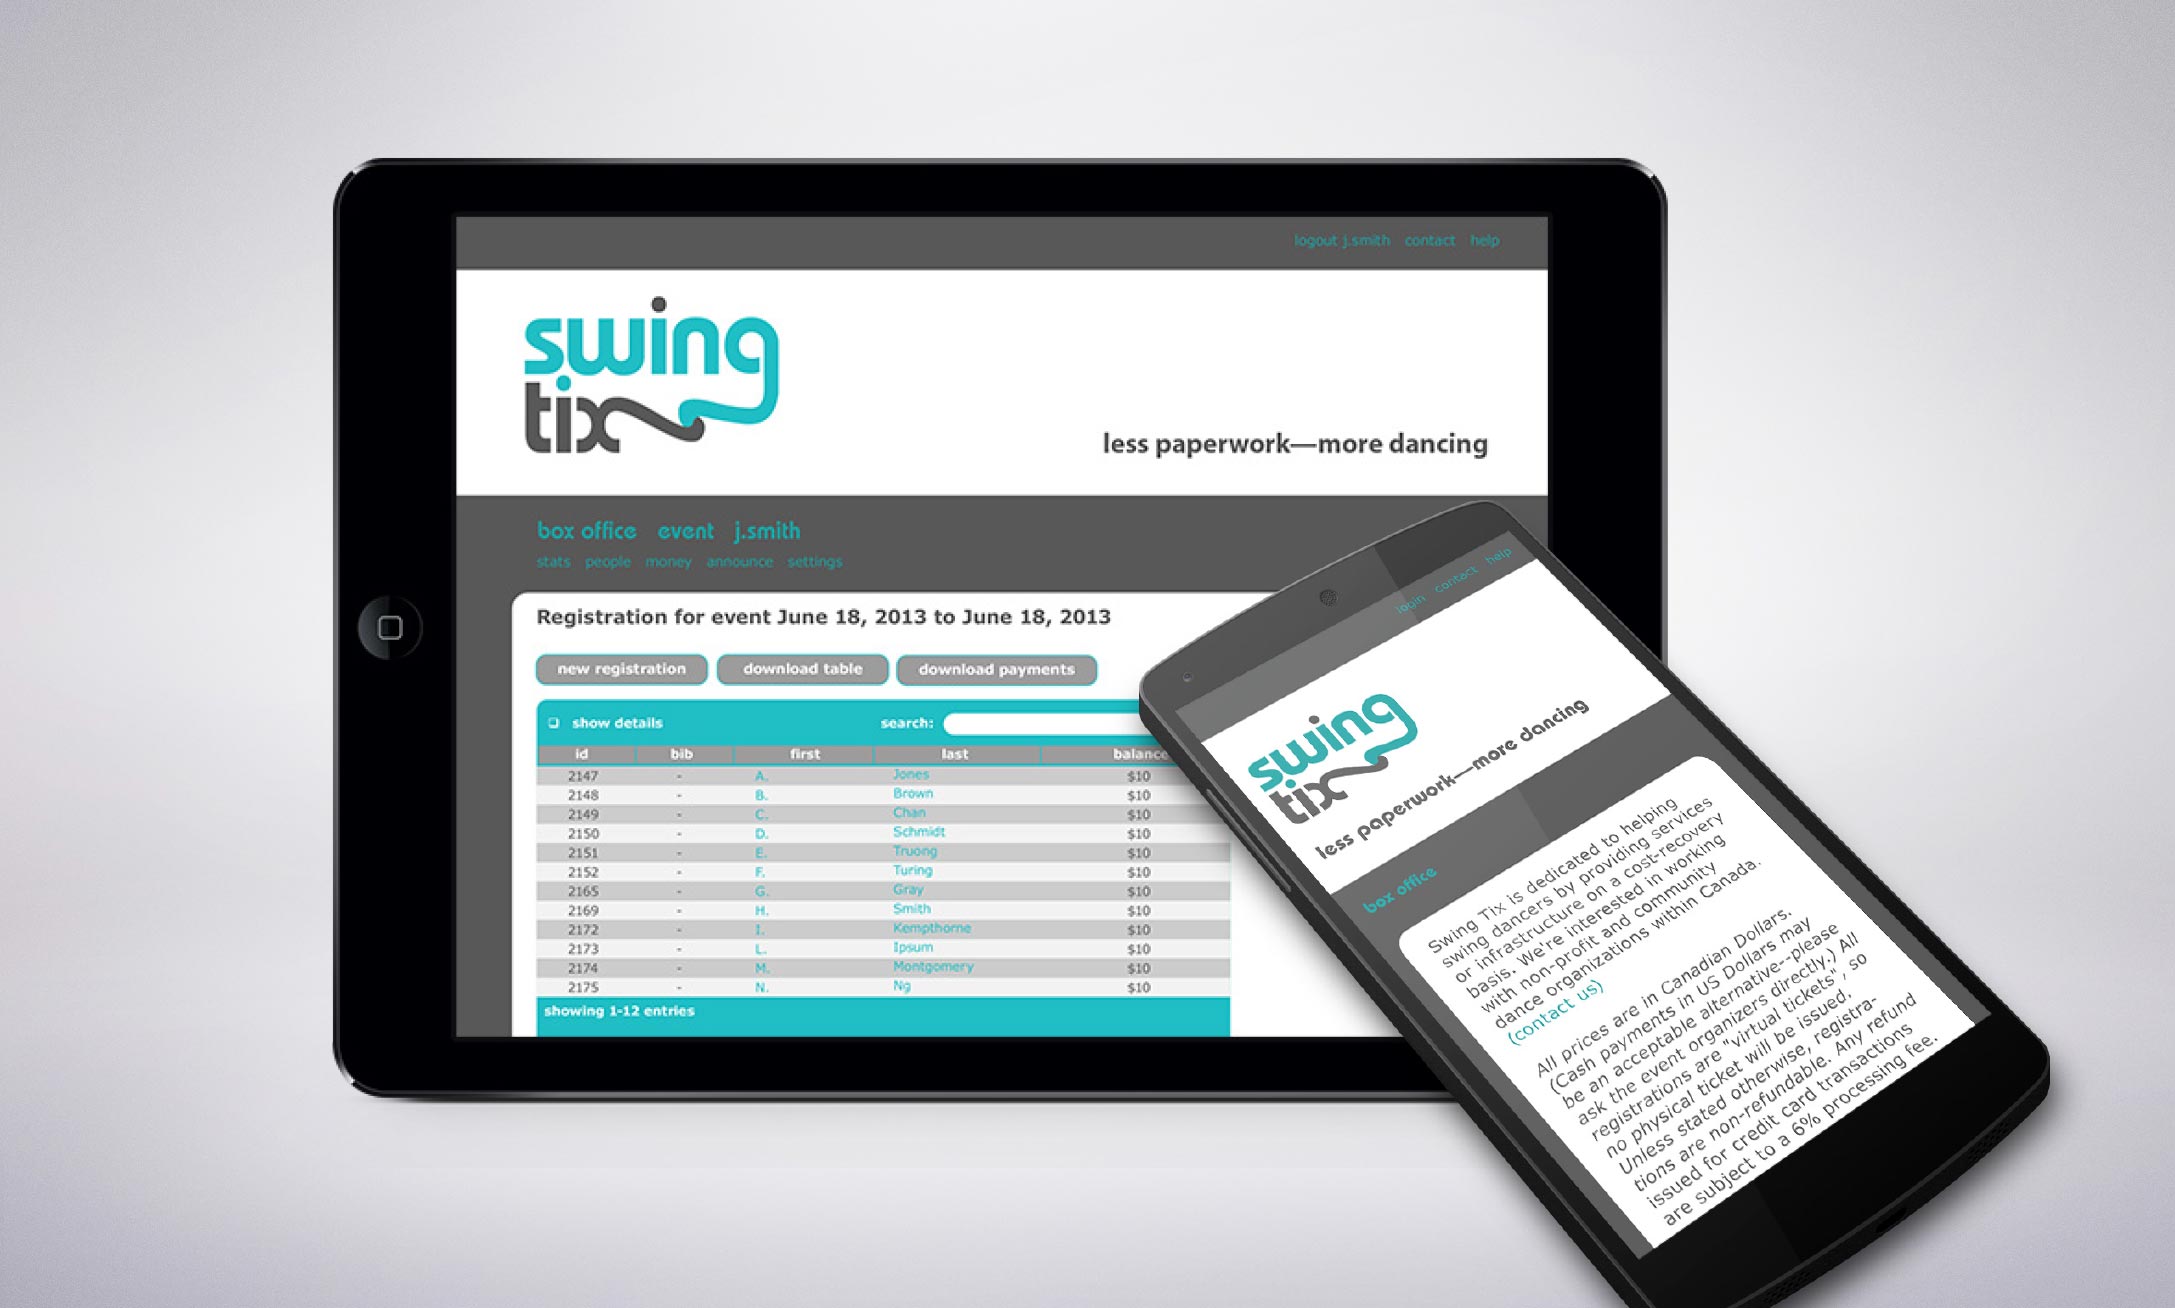 logout j.smith contact help
swing
tix
less paperwork—more dancing
box office event j.smith
stats people money announce settings
Registration for event June 18, 2013 to June 18, 2013
new registration download table download payments
show details search:
id bib first last balance
2147 - A. Jones $10
2148 - B. Brown $10
2149 - C. Chan $10
2150 - D. Schmidt $10
2151 - E. Truong $10
2152 - F. Turing $10
2165 - G. Gray $10
2169 - H. Smith $10
2172 - I. Kempthorne $10
2173 - L. Ipsum $10
2174 - M. Montgomery $10
2175 - N. Ng $10
showing 1-12 entries
login contact help
swing
tix
less paperwork—more dancing
box office
Swing Tix is dedicated to helping
swing dancers by providing services
or infrastructure on a cost-recovery
basis. We're interested in working
with non-profit and community
dance organizations within Canada.
(contact us)
All prices are in Canadian Dollars.
(Cash payments in US Dollars may
be an acceptable alternative--please
ask the event organizers directly.) All
registrations are "virtual tickets", so
no physical ticket will be issued.
Unless stated otherwise, registra-
tions are non-refundable. Any refund
issued for credit card transactions
are subject to a 6% processing fee.